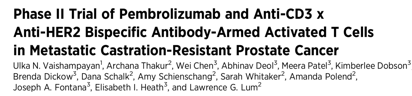 Phase II Trial of Pembrolizumab and Anti-CD3 x
Anti-HER2 Bispecific Antibody-Armed Activated T Cells
in Metastatic Castration-Resistant Prostate Cancer
Ulka N. Vaishampayan¹, Archana Thakur², Wei Chen³, Abhinav Deol³, Meera Patel³, Kimberlee Dobson³
Brenda Dickow³, Dana Schalk², Amy Schienschang², Sarah Whitaker², Amanda Polend²,
Joseph A. Fontana³, Elisabeth I. Heath³, and Lawrence G. Lum²